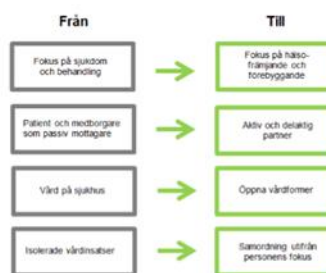 Från
Till
Fokus på sjukdom
och behandling
Fokus på hälso-
främjande och
förebyggande
Patient och medborgare
som passiv mottagare
Aktiv och delaktig
partner
Vård på sjukhus
Öppna vårdformer
Isolerade vårdinsatser
Samordning utifrån
personens fokus